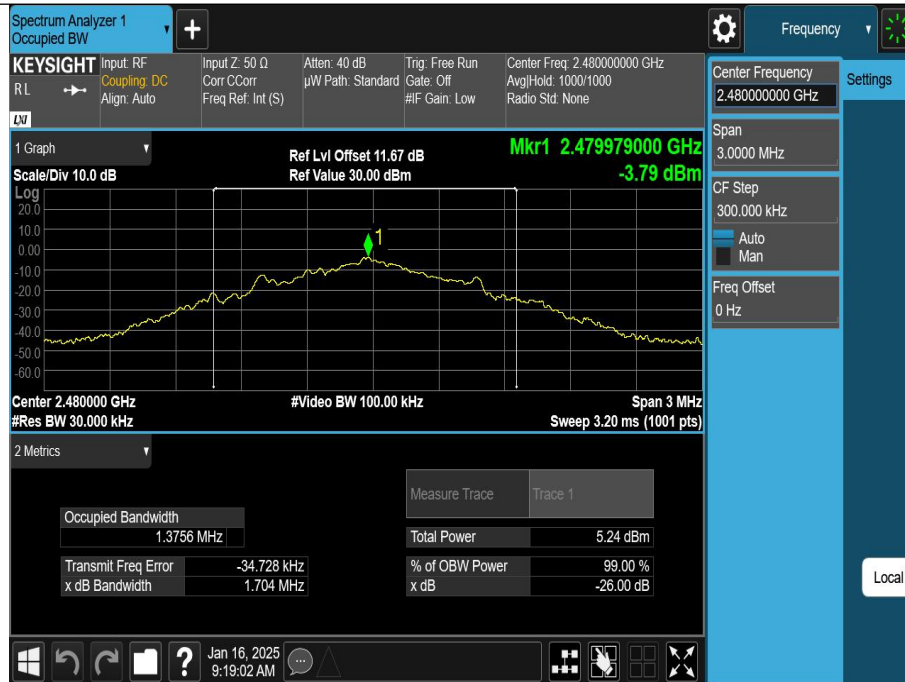 Spectrum Analyzer 1
Occupied BW
Frequency
KEYSIGHT
RL
LXI
Input: RF
Coupling: DC
Align: Auto
Input Z: 50 Ω
Corr CCorr
Freq Ref: Int (S)
Atten: 40 dB
µW Path: Standard
Trig: Free Run
Gate: Off
#IF Gain: Low
Center Freq: 2.480000000 GHz
Avg|Hold: 1000/1000
Radio Std: None
Center Frequency
2.480000000 GHz
Settings
Span
3.0000 MHz
CF Step
300.000 kHz
Auto
Man
Freq Offset
0 Hz
1 Graph
Scale/Div 10.0 dB
Ref Lvl Offset 11.67 dB
Ref Value 30.00 dBm
Mkr1 2.479979000 GHz
-3.79 dBm
Log
20.0
10.0
0.00
-10.0
-20.0
-30.0
-40.0
-50.0
-60.0
1
Center 2.480000 GHz
#Res BW 30.000 kHz
#Video BW 100.00 kHz
Span 3 MHz
Sweep 3.20 ms (1001 pts)
2 Metrics
Measure Trace Trace 1
Occupied Bandwidth
1.3756 MHz
Total Power 5.24 dBm
Transmit Freq Error -34.728 kHz
% of OBW Power 99.00 %
x dB Bandwidth 1.704 MHz
x dB -26.00 dB
Local
?
Jan 16, 2025
9:19:02 AM